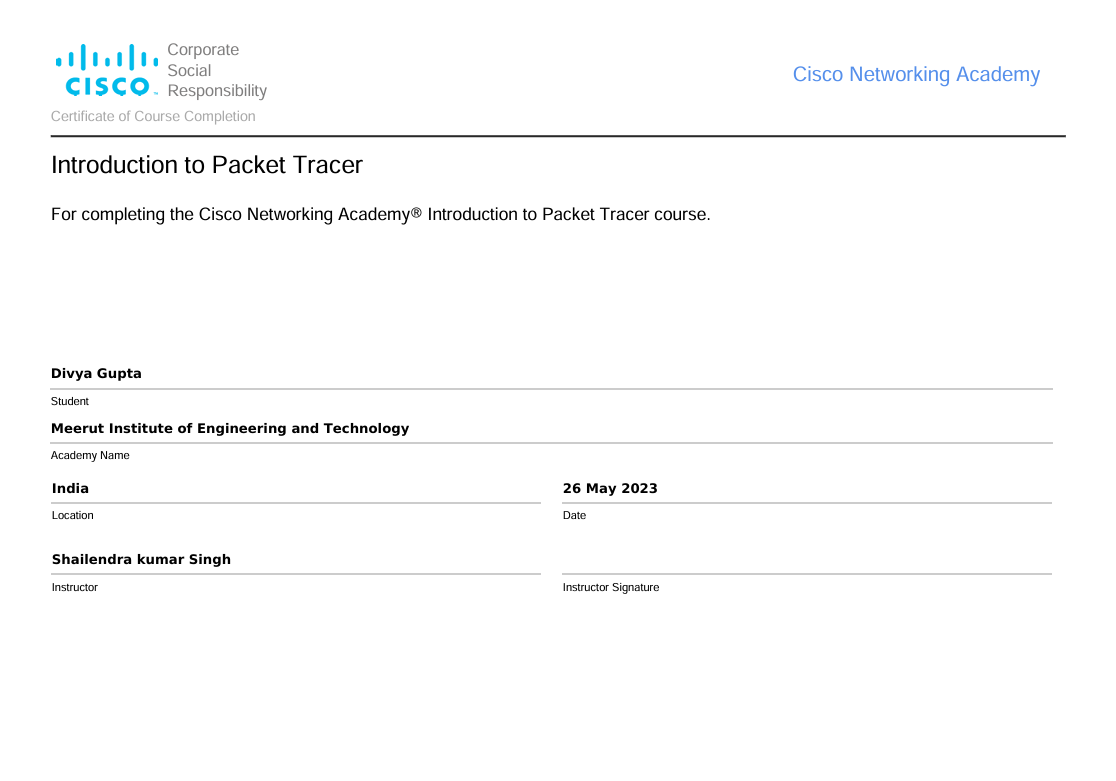 Corporate
Social
Responsibility
CISCO
Cisco Networking Academy
Certificate of Course Completion
Introduction to Packet Tracer
For completing the Cisco Networking Academy® Introduction to Packet Tracer course.
Divya Gupta
Student
Meerut Institute of Engineering and Technology
Academy Name
India
26 May 2023
Location
Date
Shailendra kumar Singh
Instructor
Instructor Signature